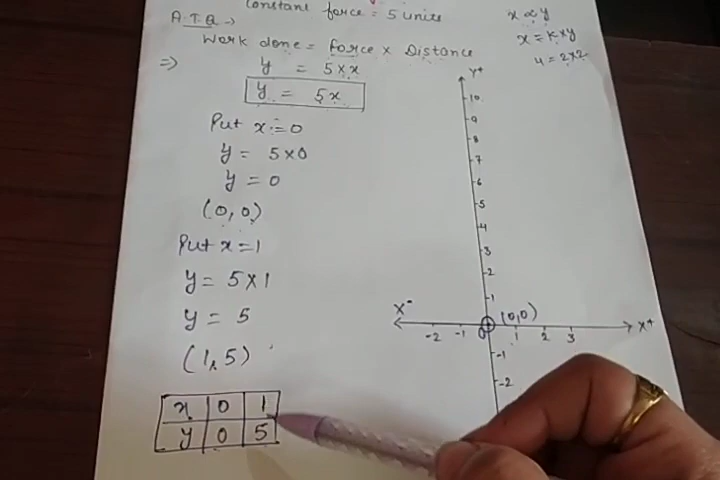 Constant force = 5 units
A.T.Q →
Work done = force × Distance
⇒ y = 5 × x
y = 5x
Put x = 0
y = 5×0
y = 0
(0, 0)
Put x = 1
y = 5×1
y = 5
(1, 5)
x 0 1
y 0 5
x ∝ y
x = k×y
4 = 2×2
Y+
10
9
8
7
6
5
4
3
2
1
(0,0)
X- X+
-2 -1 0 1 2 3
-1
-2